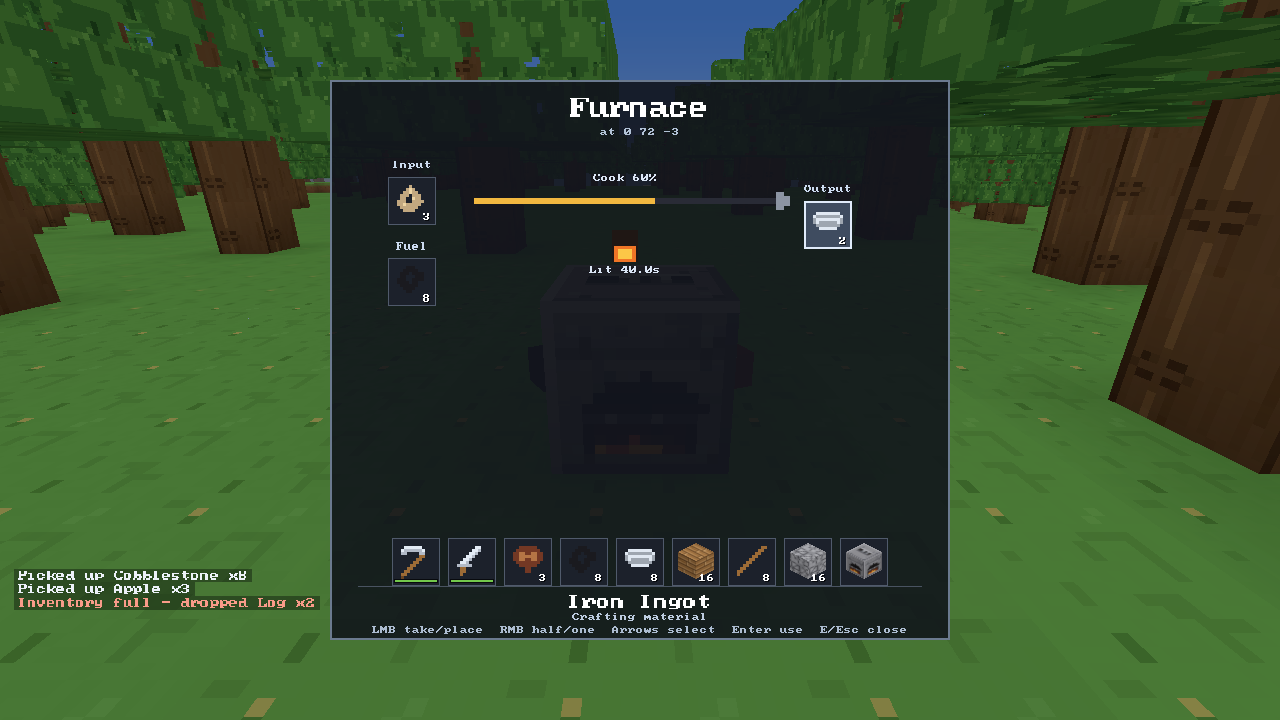 Furnace
at 0 72 -3
Input
Cook 60%
Output
3
2
Fuel
Lit 40.0s
8
3
8
8
16
8
16
Picked up Cobblestone x8
Picked up Apple x3
Inventory full - dropped Log x2
Iron Ingot
Crafting material
LMB take/place RMB half/one Arrows select Enter use E/Esc close